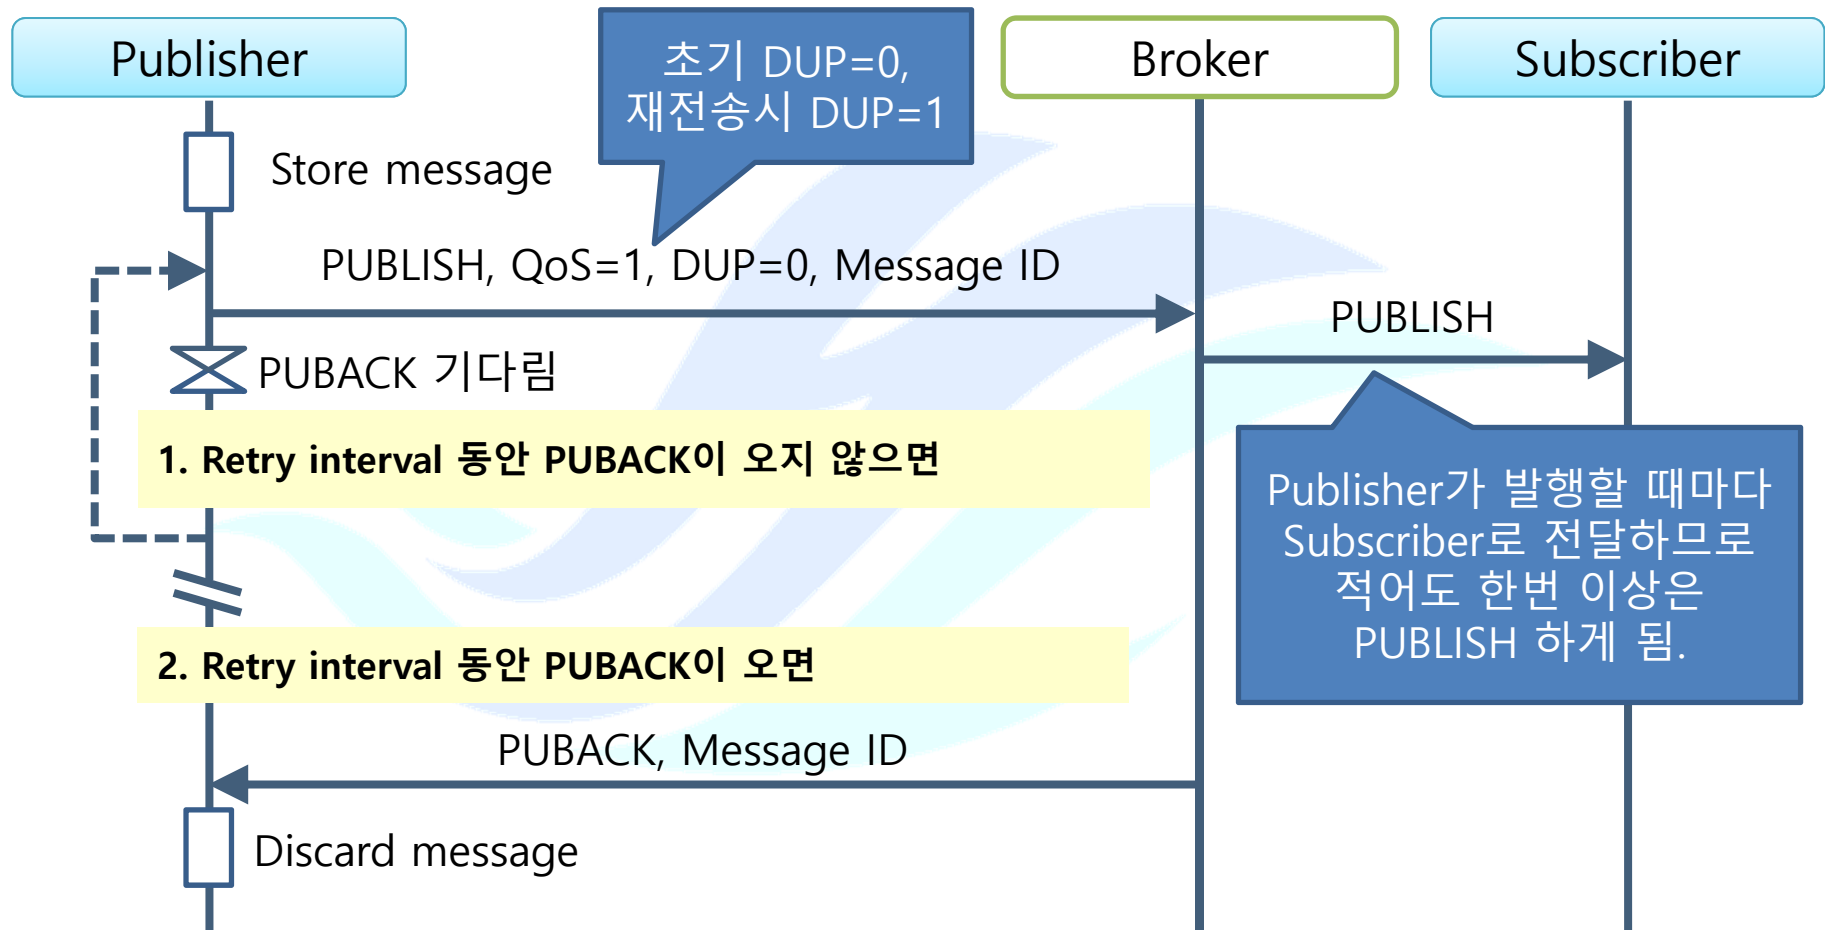 Publisher
초기 DUP=0,
재전송시 DUP=1
Broker
Subscriber
Store message
PUBLISH, QoS=1, DUP=0, Message ID
PUBLISH
PUBACK 기다림
1. Retry interval 동안 PUBACK이 오지 않으면
Publisher가 발행할 때마다
Subscriber로 전달하므로
적어도 한번 이상은
PUBLISH 하게 됨.
2. Retry interval 동안 PUBACK이 오면
PUBACK, Message ID
Discard message